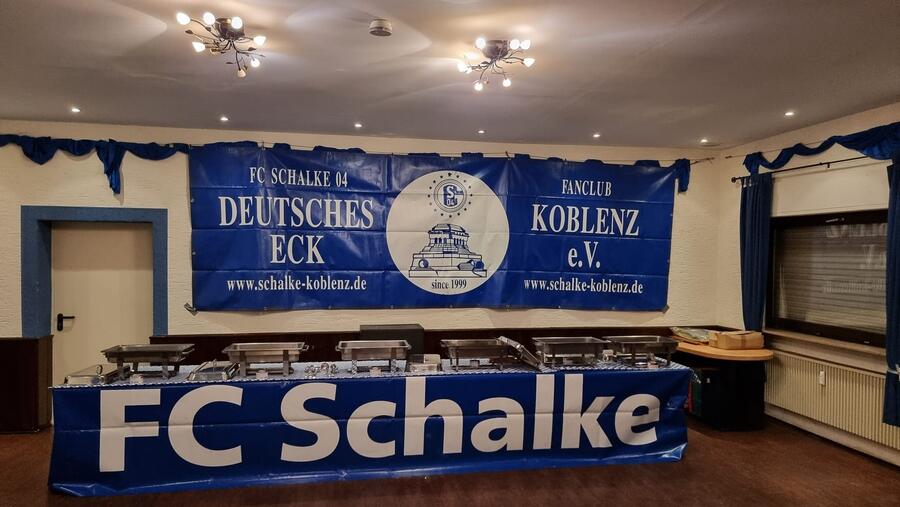 FC SCHALKE 04
DEUTSCHES
ECK
www.schalke-koblenz.de
S04
since 1999
FANCLUB
KOBLENZ
e.V.
www.schalke-koblenz.de
FC Schalke